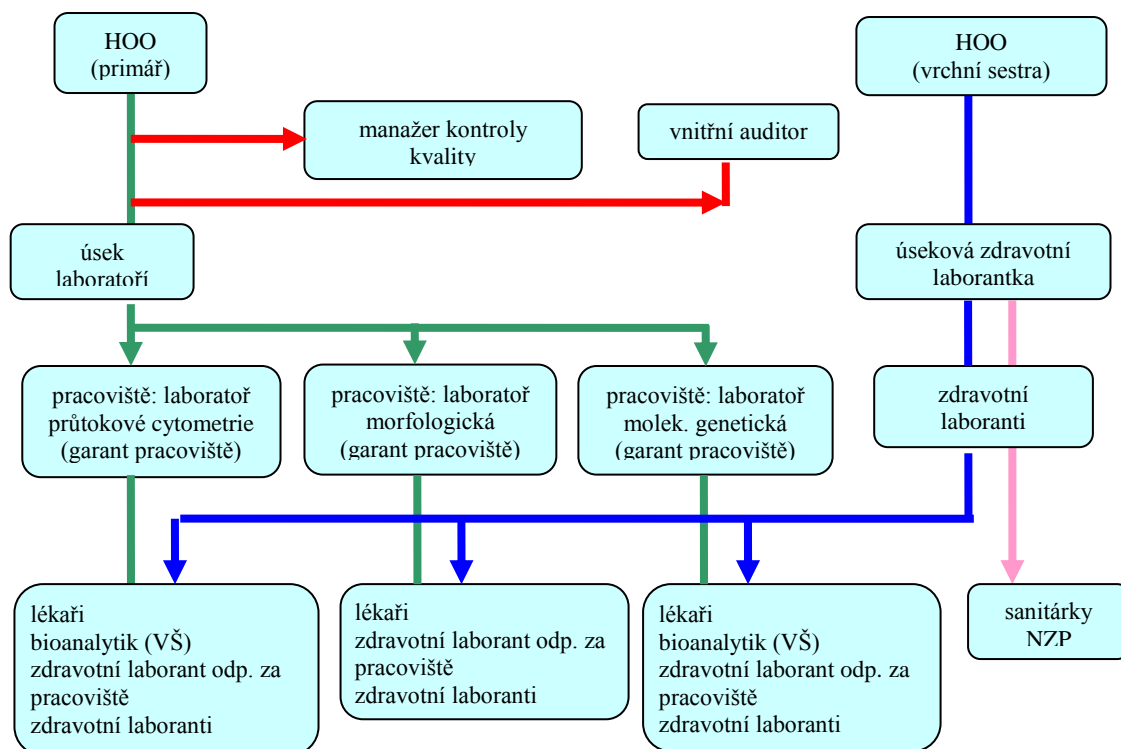 HOO
(primář)
HOO
(vrchní sestra)
manažer kontroly
kvality
vnitřní auditor
úsek
laboratoří
úseková zdravotní
laborantka
pracoviště: laboratoř
průtokové cytometrie
(garant pracoviště)
pracoviště: laboratoř
morfologická
(garant pracoviště)
pracoviště: laboratoř
molek. genetická
(garant pracoviště)
zdravotní
laboranti
lékaři
bioanalytik (VŠ)
zdravotní laborant odp. za
pracoviště
zdravotní laboranti
lékaři
zdravotní laborant odp. za
pracoviště
zdravotní laboranti
lékaři
bioanalytik (VŠ)
zdravotní laborant odp. za
pracoviště
zdravotní laboranti
sanitárky
NZP